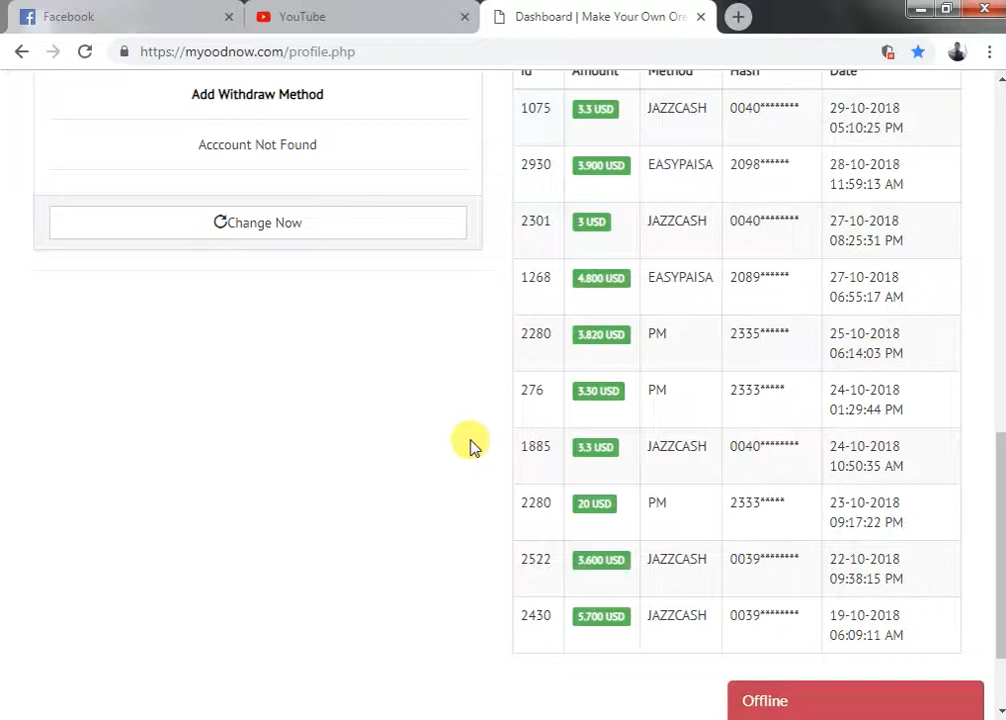 Facebook
YouTube
Dashboard | Make Your Own Ore
https://myoodnow.com/profile.php
Add Withdraw Method
Acccount Not Found
Change Now
Id Amount Method Hash Date
1075 3.3 USD JAZZCASH 0040******** 29-10-2018
05:10:25 PM
2930 3.900 USD EASYPAISA 2098****** 28-10-2018
11:59:13 AM
2301 3 USD JAZZCASH 0040******** 27-10-2018
08:25:31 PM
1268 4.800 USD EASYPAISA 2089****** 27-10-2018
06:55:17 AM
2280 3.820 USD PM 2335****** 25-10-2018
06:14:03 PM
276 3.30 USD PM 2333***** 24-10-2018
01:29:44 PM
1885 3.3 USD JAZZCASH 0040******** 24-10-2018
10:50:35 AM
2280 20 USD PM 2333***** 23-10-2018
09:17:22 PM
2522 3.600 USD JAZZCASH 0039******** 22-10-2018
09:38:15 PM
2430 5.700 USD JAZZCASH 0039******** 19-10-2018
06:09:11 AM
Offline